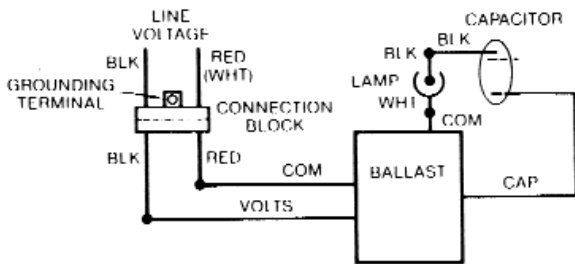 LINE
VOLTAGE
CAPACITOR
BLK
RED
(WHT)
BLK
BLK
GROUNDING
TERMINAL
LAMP
WHT
CONNECTION
BLOCK
COM
BLK
RED
COM
BALLAST
CAP
VOLTS